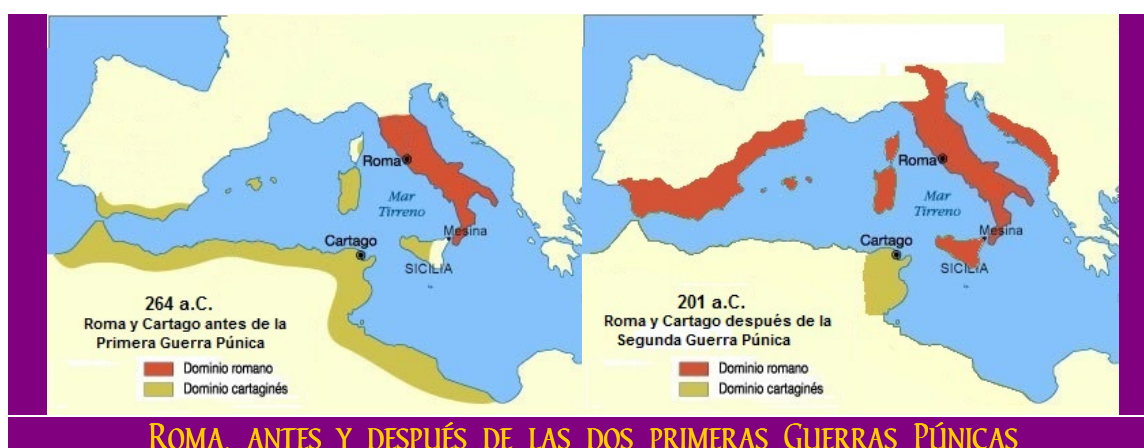 Roma
Mar
Tirreno
Mesina
Cartago
SICILIA
264 a.C.
Roma y Cartago antes de la
Primera Guerra Púnica
Dominio romano
Dominio cartaginés
Roma
Mar
Tirreno
Mesina
Cartago
SICILIA
201 a.C.
Roma y Cartago después de la
Segunda Guerra Púnica
Dominio romano
Dominio cartaginés
ROMA, ANTES Y DESPUÉS DE LAS DOS PRIMERAS GUERRAS PÚNICAS